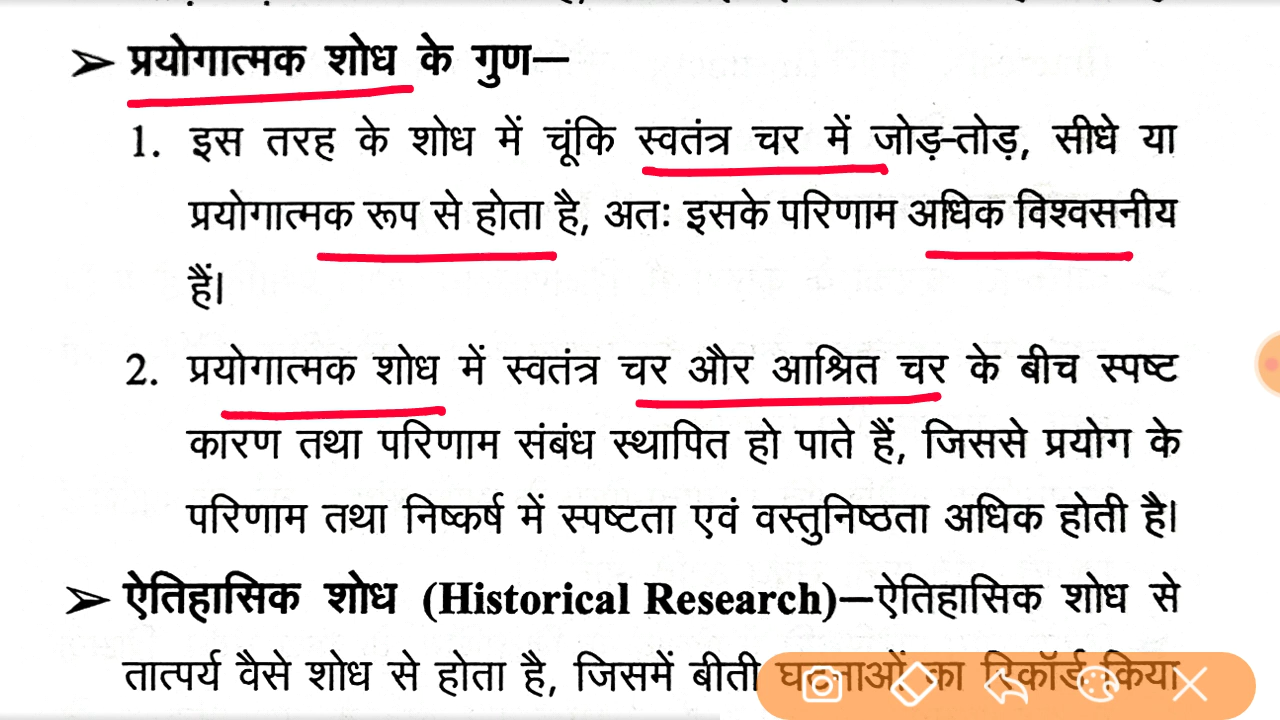 ➢ प्रयोगात्मक शोध के गुण—
1. इस तरह के शोध में चूंकि स्वतंत्र चर में जोड़-तोड़, सीधे या
प्रयोगात्मक रूप से होता है, अतः इसके परिणाम अधिक विश्वसनीय
हैं।
2. प्रयोगात्मक शोध में स्वतंत्र चर और आश्रित चर के बीच स्पष्ट
कारण तथा परिणाम संबंध स्थापित हो पाते हैं, जिससे प्रयोग के
परिणाम तथा निष्कर्ष में स्पष्टता एवं वस्तुनिष्ठता अधिक होती है।
➢ ऐतिहासिक शोध (Historical Research)—ऐतिहासिक शोध से
तात्पर्य वैसे शोध से होता है, जिसमें बीती घटनाओं का रिकॉर्ड किया